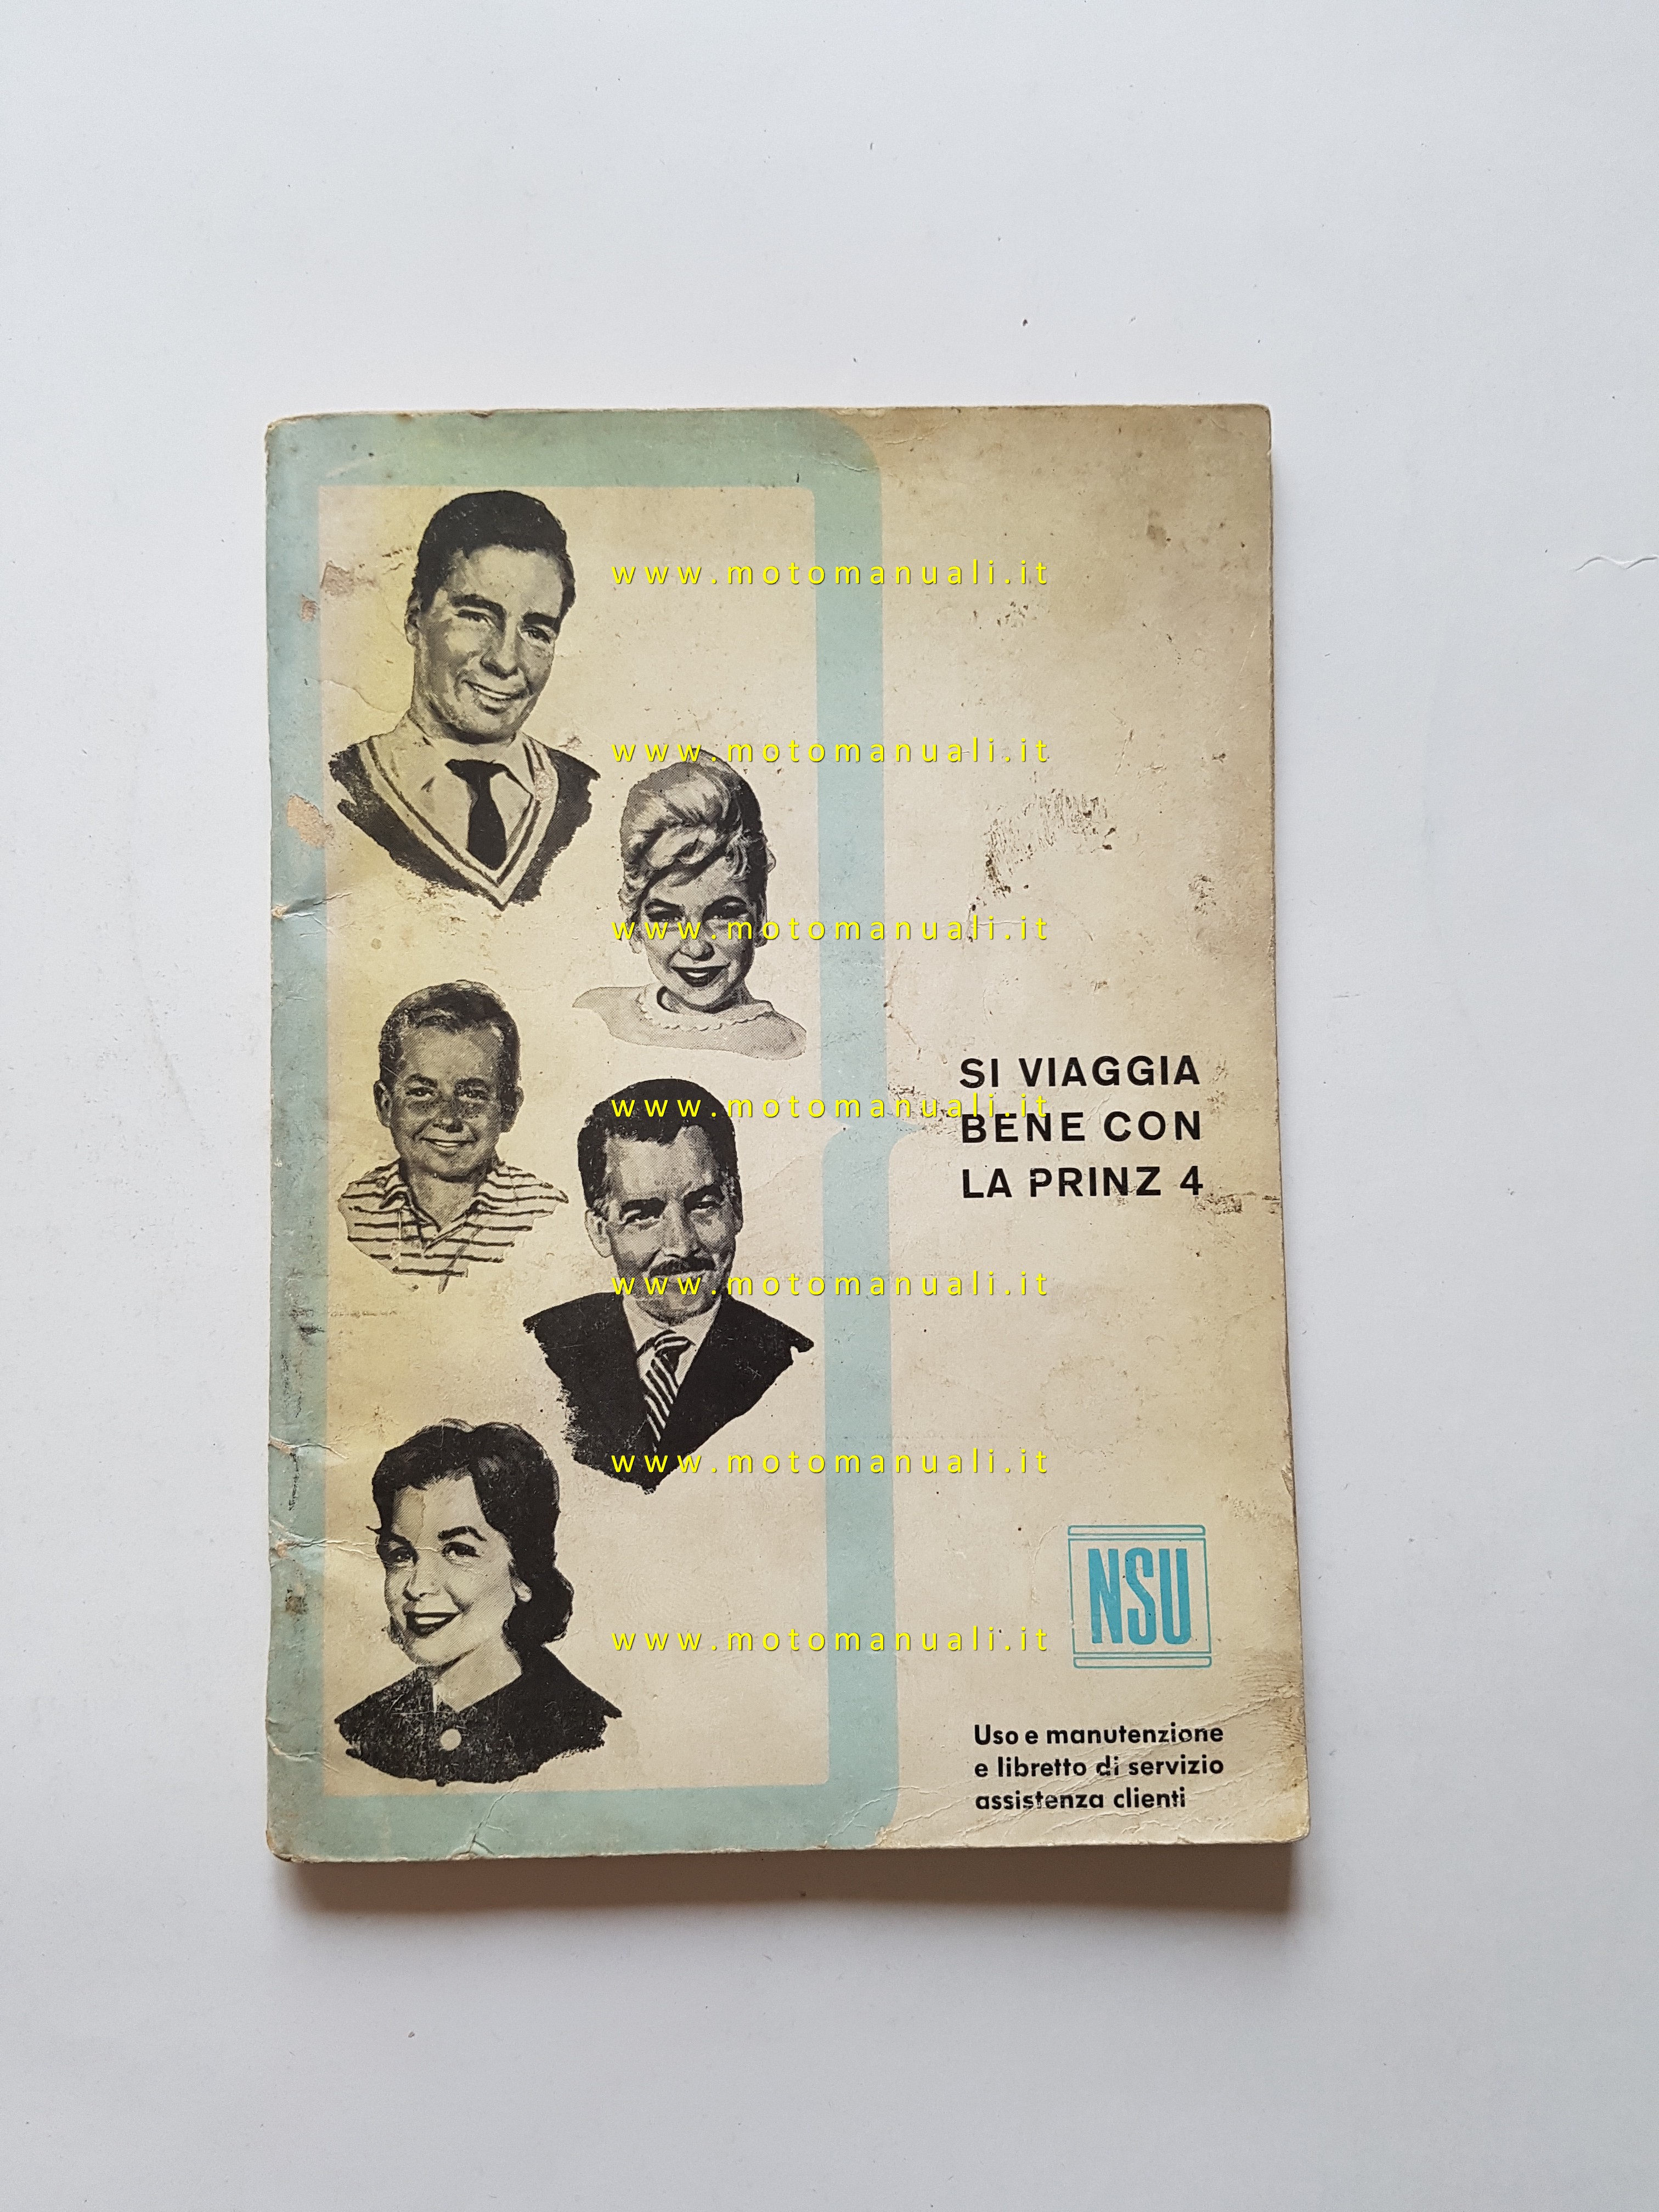 www.motomanuali.it
www.motomanuali.it
www.motomanuali.it
SI VIAGGIA
www.motomanuali.it
BENE CON
LA PRINZ 4
www.motomanuali.it
www.motomanuali.it
NSU
www.motomanuali.it
Uso e manutenzione
e libretto di servizio
assistenza clienti